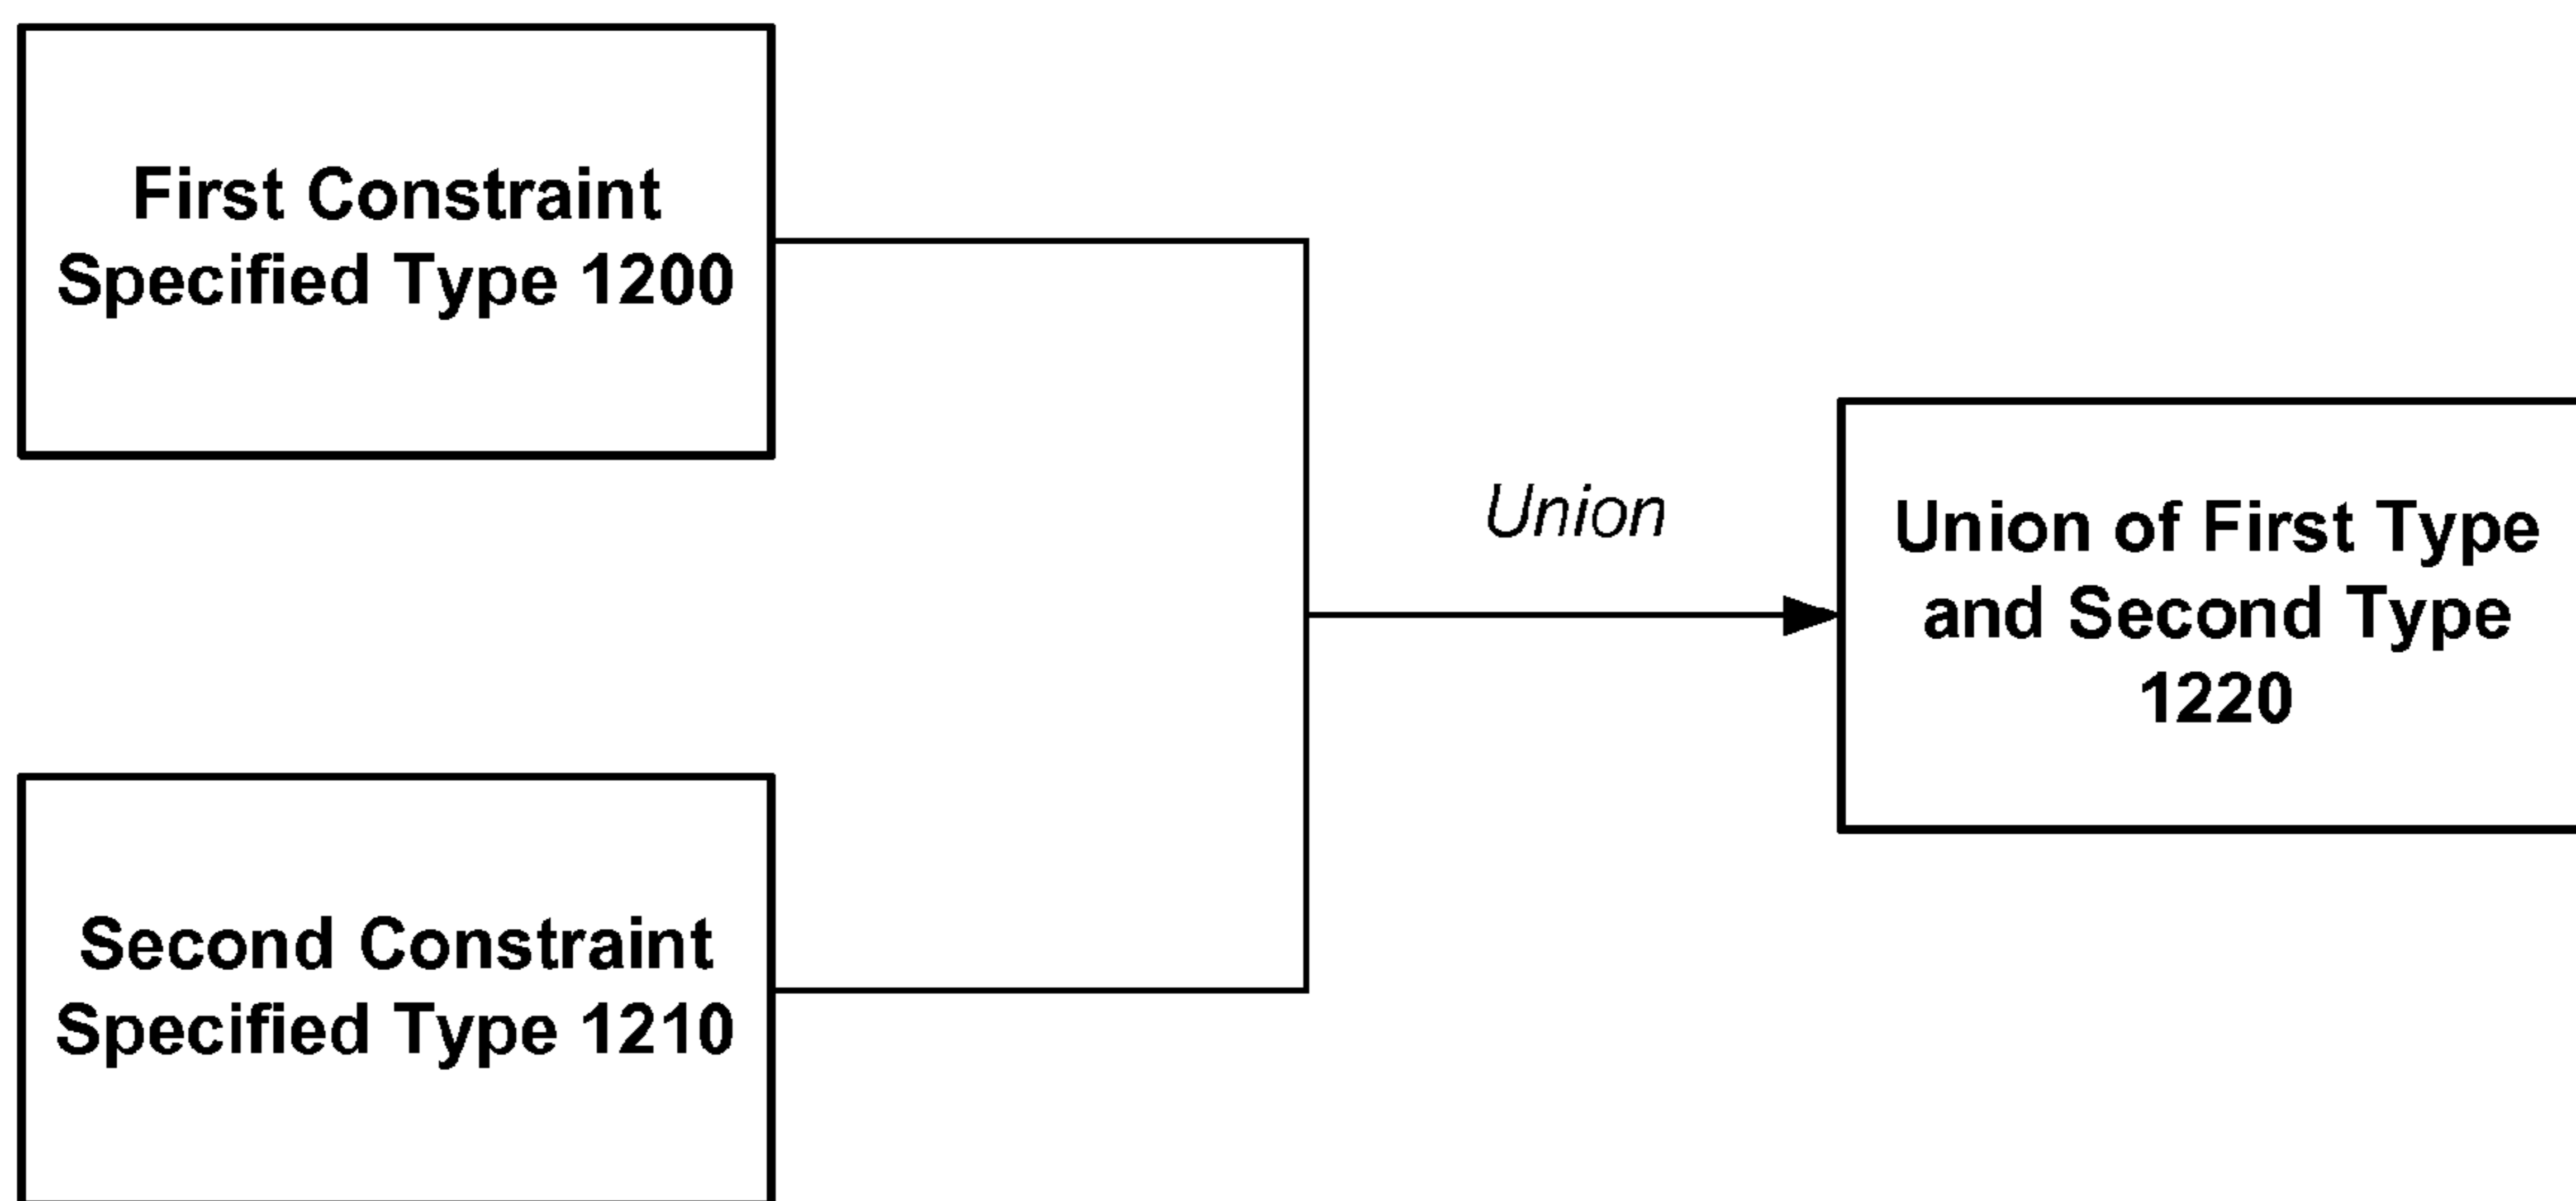 First Constraint
Specified Type 1200
Union
Union of First Type
and Second Type
1220
Second Constraint
Specified Type 1210